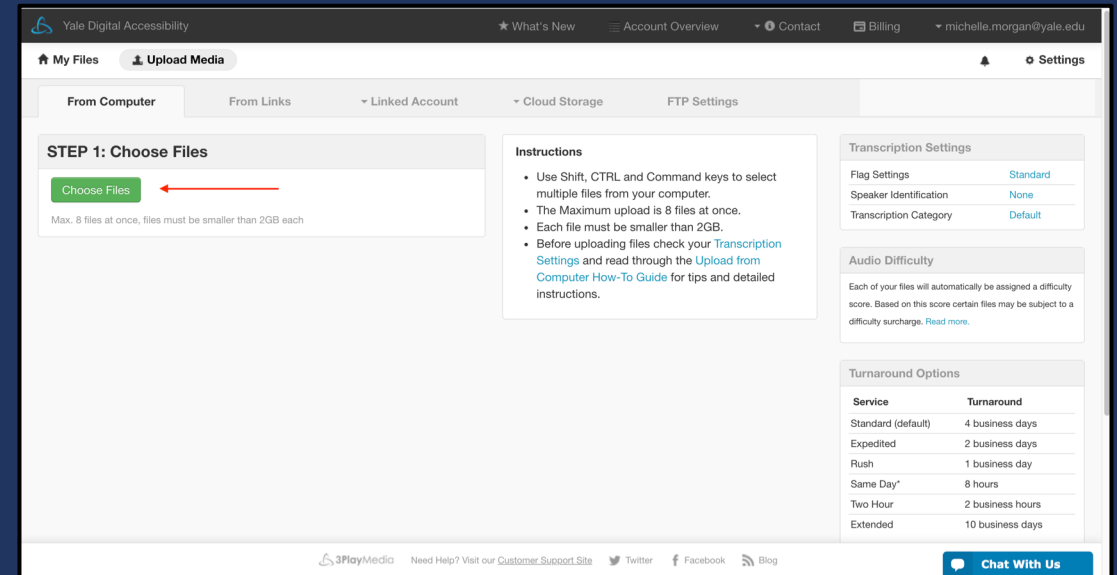 Yale Digital Accessibility
What's New
Account Overview
Contact
Billing
michelle.morgan@yale.edu
My Files
Upload Media
Settings
From Computer
From Links
Linked Account
Cloud Storage
FTP Settings
STEP 1: Choose Files
Choose Files
Max. 8 files at once, files must be smaller than 2GB each
Instructions
• Use Shift, CTRL and Command keys to select
multiple files from your computer.
• The Maximum upload is 8 files at once.
• Each file must be smaller than 2GB.
• Before uploading files check your Transcription
Settings and read through the Upload from
Computer How-To Guide for tips and detailed
instructions.
Transcription Settings
Flag Settings Standard
Speaker Identification None
Transcription Category Default
Audio Difficulty
Each of your files will automatically be assigned a difficulty
score. Based on this score certain files may be subject to a
difficulty surcharge. Read more.
Turnaround Options
Service Turnaround
Standard (default) 4 business days
Expedited 2 business days
Rush 1 business day
Same Day* 8 hours
Two Hour 2 business hours
Extended 10 business days
3PlayMedia
Need Help? Visit our Customer Support Site
Twitter
Facebook
Blog
Chat With Us